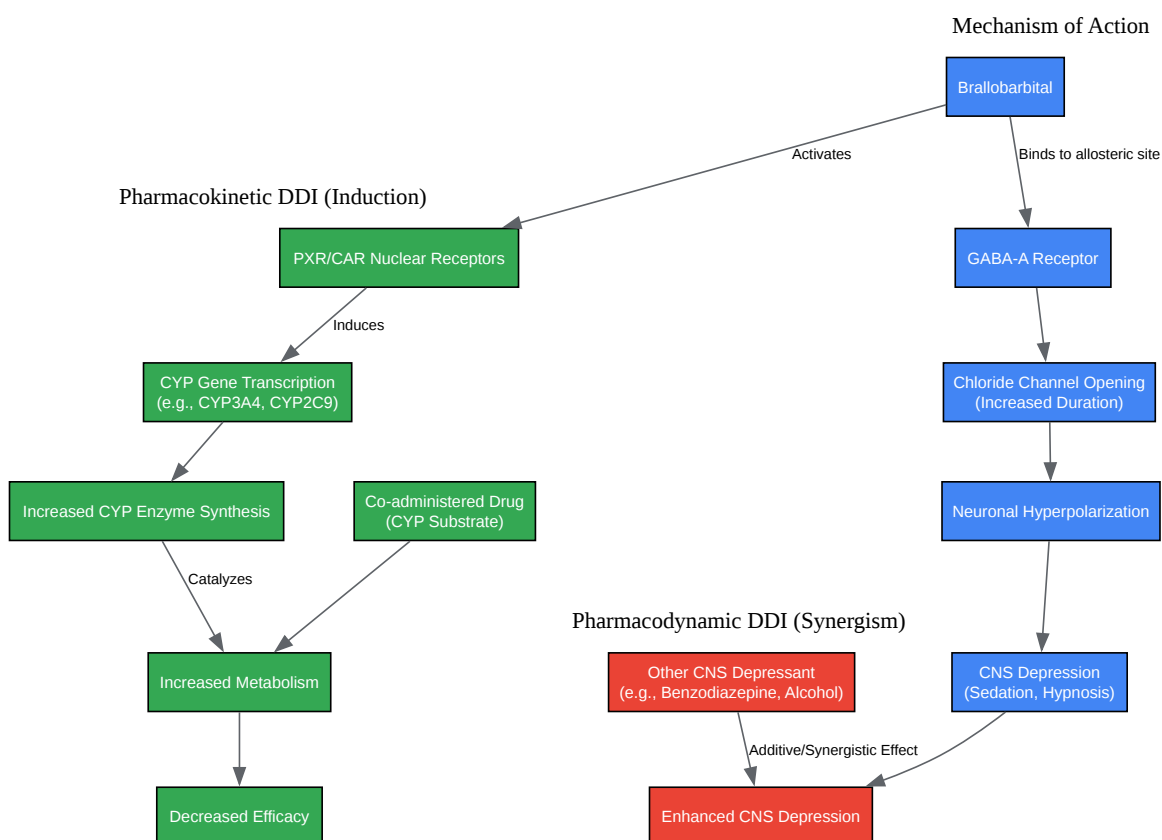 Mechanism of Action
Brallobarbital
Activates
Binds to allosteric site
Pharmacokinetic DDI (Induction)
PXR/CAR Nuclear Receptors
GABA-A Receptor
Induces
CYP Gene Transcription
(e.g., CYP3A4, CYP2C9)
Chloride Channel Opening
(Increased Duration)
Increased CYP Enzyme Synthesis
Co-administered Drug
(CYP Substrate)
Neuronal Hyperpolarization
Catalyzes
Pharmacodynamic DDI (Synergism)
Increased Metabolism
Other CNS Depressant
(e.g., Benzodiazepine, Alcohol)
CNS Depression
(Sedation, Hypnosis)
Additive/Synergistic Effect
Decreased Efficacy
Enhanced CNS Depression